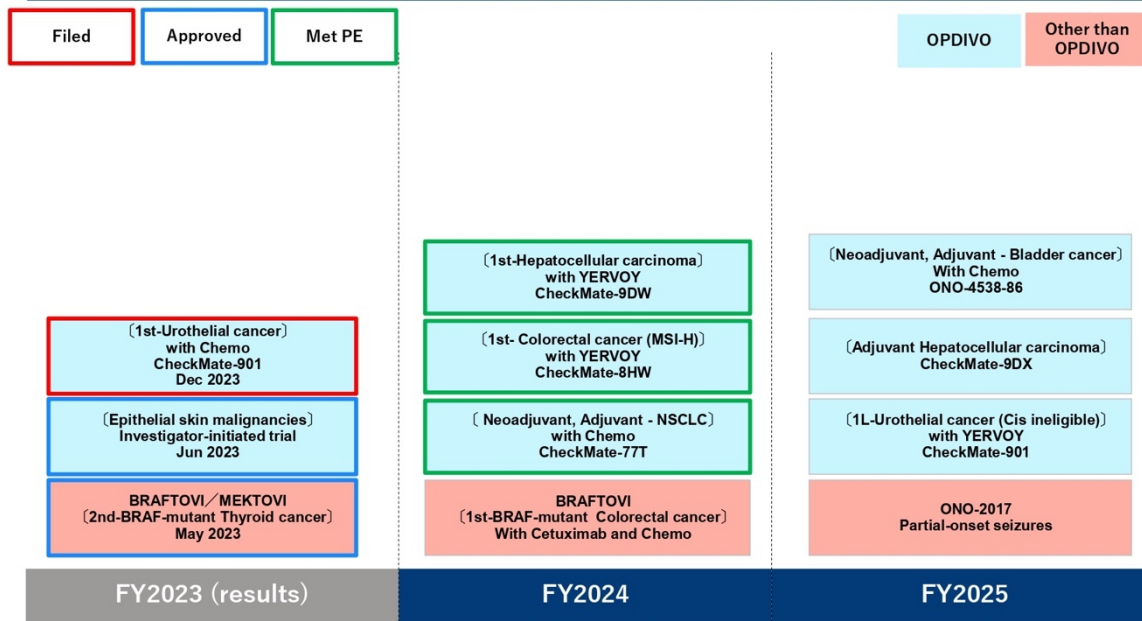 Filed
Approved
Met PE
OPDIVO
Other than
OPDIVO
〔1st-Urothelial cancer〕
with Chemo
CheckMate-901
Dec 2023
〔Epithelial skin malignancies〕
Investigator-initiated trial
Jun 2023
BRAFTOVI／MEKTOVI
〔2nd-BRAF-mutant Thyroid cancer〕
May 2023
〔1st-Hepatocellular carcinoma〕
with YERVOY
CheckMate-9DW
〔1st- Colorectal cancer (MSI-H)〕
with YERVOY
CheckMate-8HW
〔 Neoadjuvant, Adjuvant - NSCLC〕
with Chemo
CheckMate-77T
BRAFTOVI
〔1st-BRAF-mutant Colorectal cancer〕
With Cetuximab and Chemo
〔Neoadjuvant, Adjuvant - Bladder cancer〕
With Chemo
ONO-4538-86
〔Adjuvant Hepatocellular carcinoma〕
CheckMate-9DX
〔1L-Urothelial cancer (Cis ineligible)〕
with YERVOY
CheckMate-901
ONO-2017
Partial-onset seizures
FY2023 (results)
FY2024
FY2025